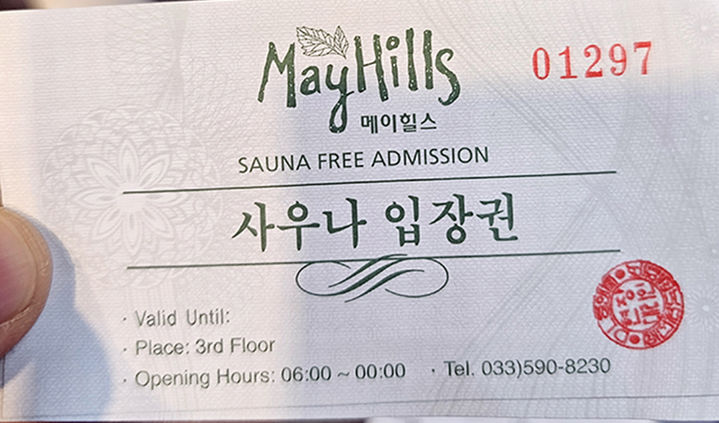 MayHills
01297
메이힐스
SAUNA FREE ADMISSION
사우나 입장권
· Valid Until:
· Place: 3rd Floor
· Opening Hours: 06:00 ~ 00:00 · Tel. 033)590-8230